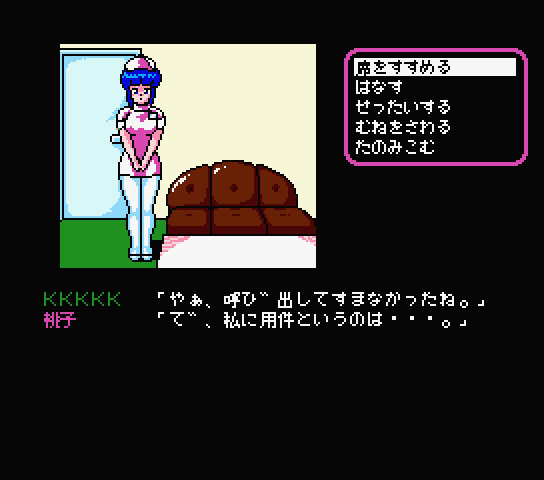 席をすすめる
はなす
せったいする
むねをさわる
たのみこむ
KKKKK 「やぁ、呼び出してすまなかったね。」
桃子 「で、私に用件というのは・・・。」